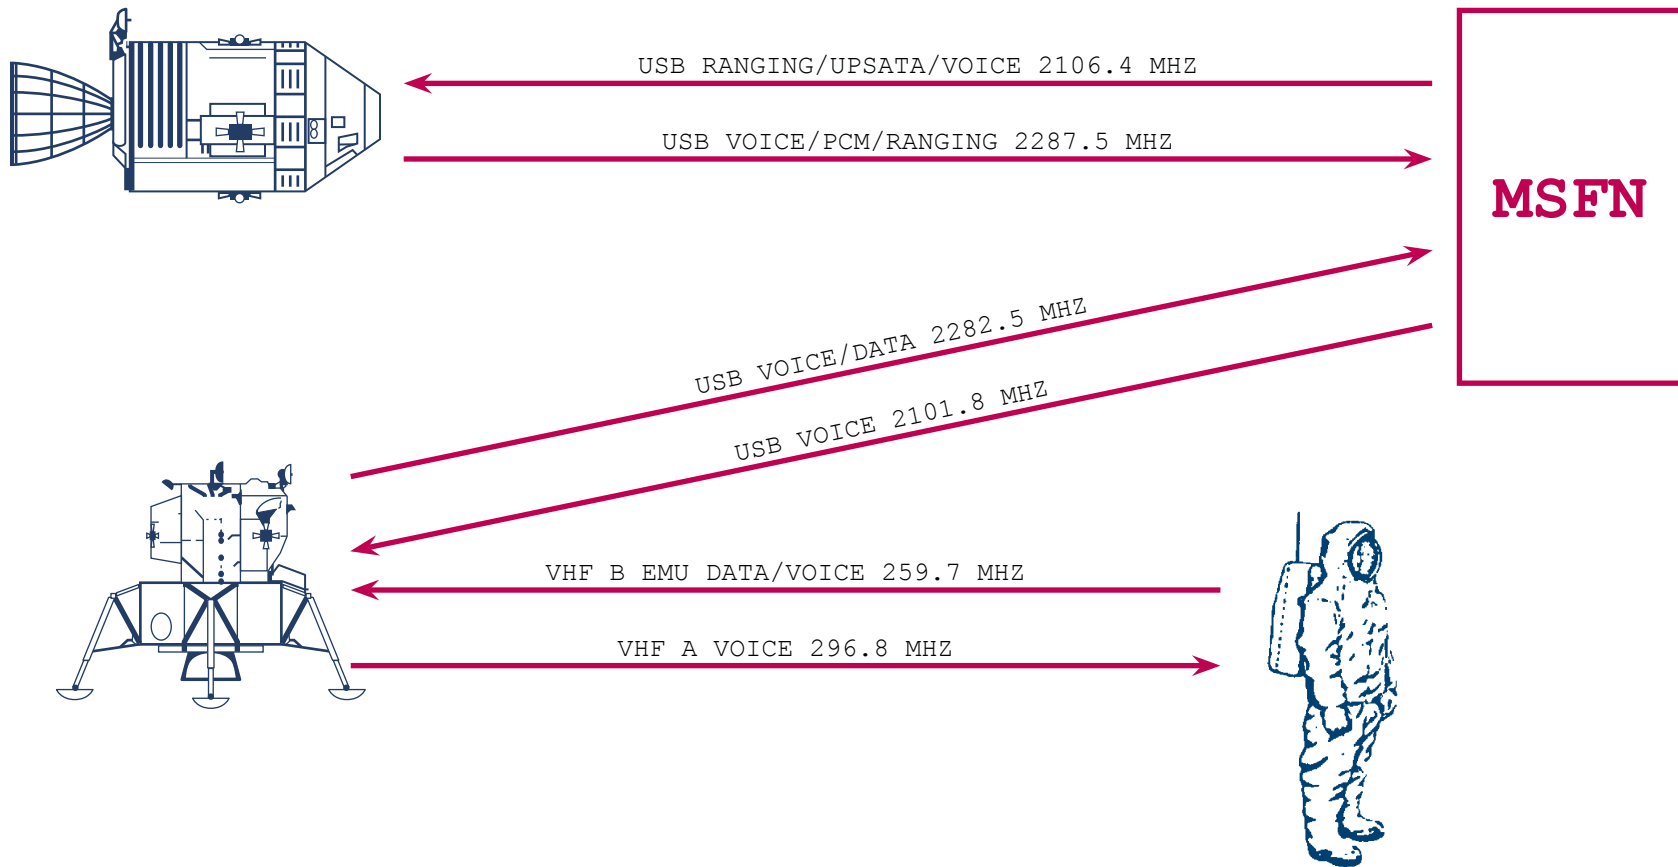 USB RANGING/UPSATA/VOICE 2106.4 MHZ
USB VOICE/PCM/RANGING 2287.5 MHZ
MSFN
USB VOICE/DATA 2282.5 MHZ
USB VOICE 2101.8 MHZ
VHF B EMU DATA/VOICE 259.7 MHZ
VHF A VOICE 296.8 MHZ